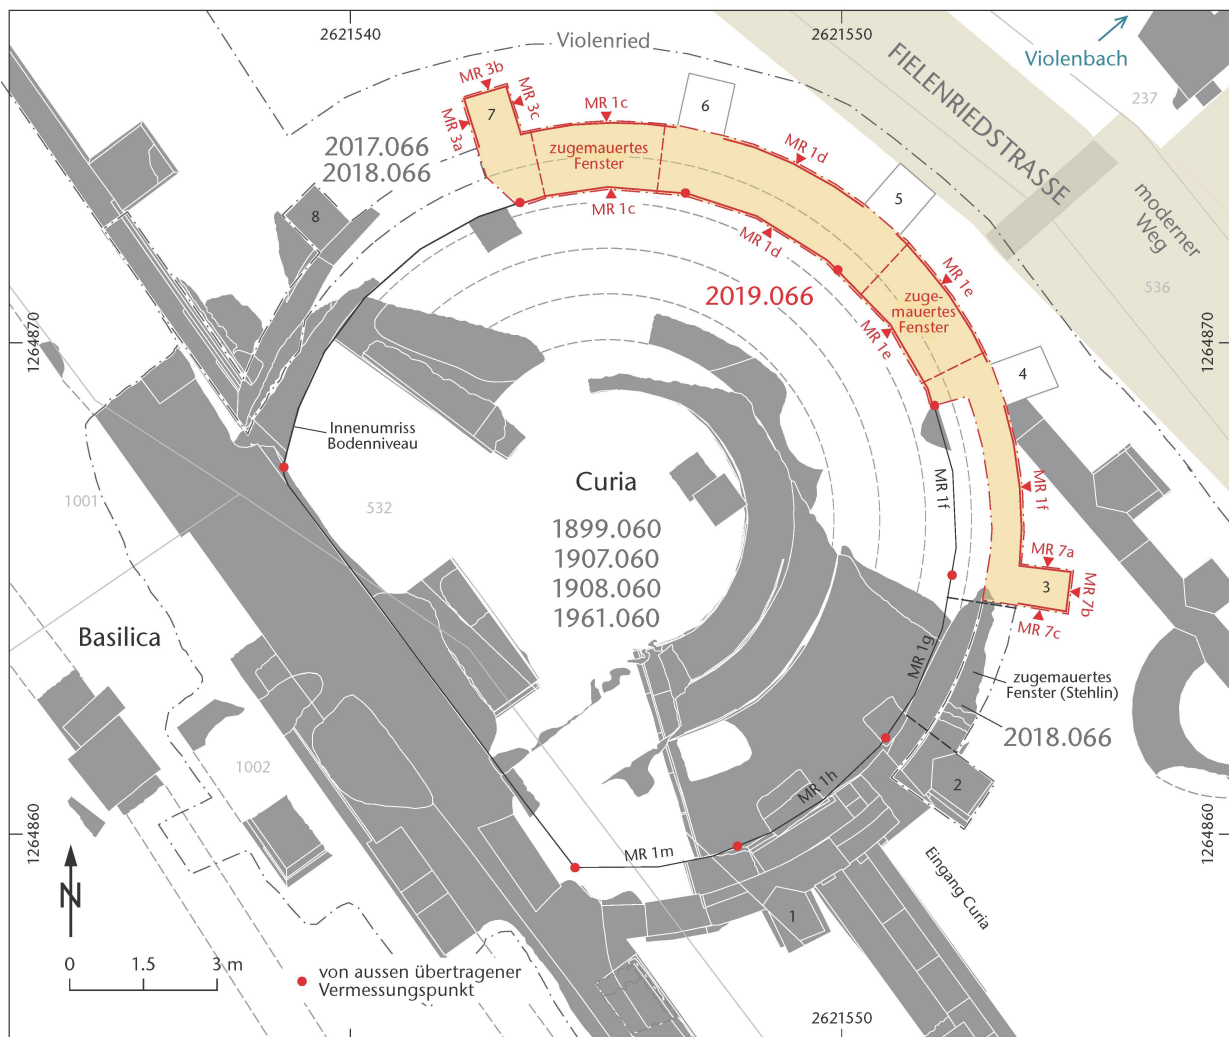 2621540
2621550
Violenried
Violenbach
237
FIELENRIEDSTRASSE
moderner
Weg
536
MR 3b
MR 3c
MR 3a
7
MR 1c
6
zugemauertes
Fenster
MR 1d
2017.066
2018.066
8
5
MR 1c
MR 1d
MR 1e
2019.066
zuge-
mauertes
Fenster
MR 1e
1264870
1264870
4
Innenumriss
Bodenniveau
Curia
1001
532
MR 1f
MR 1f
1899.060
1907.060
1908.060
1961.060
MR 7a
3
MR 7b
MR 7c
Basilica
MR 1g
zugemauertes
Fenster (Stehlin)
2018.066
1002
2
MR 1h
1264860
1264860
MR 1m
Eingang Curia
1
N
0 1.5 3 m
von aussen übertragener
Vermessungspunkt
2621550